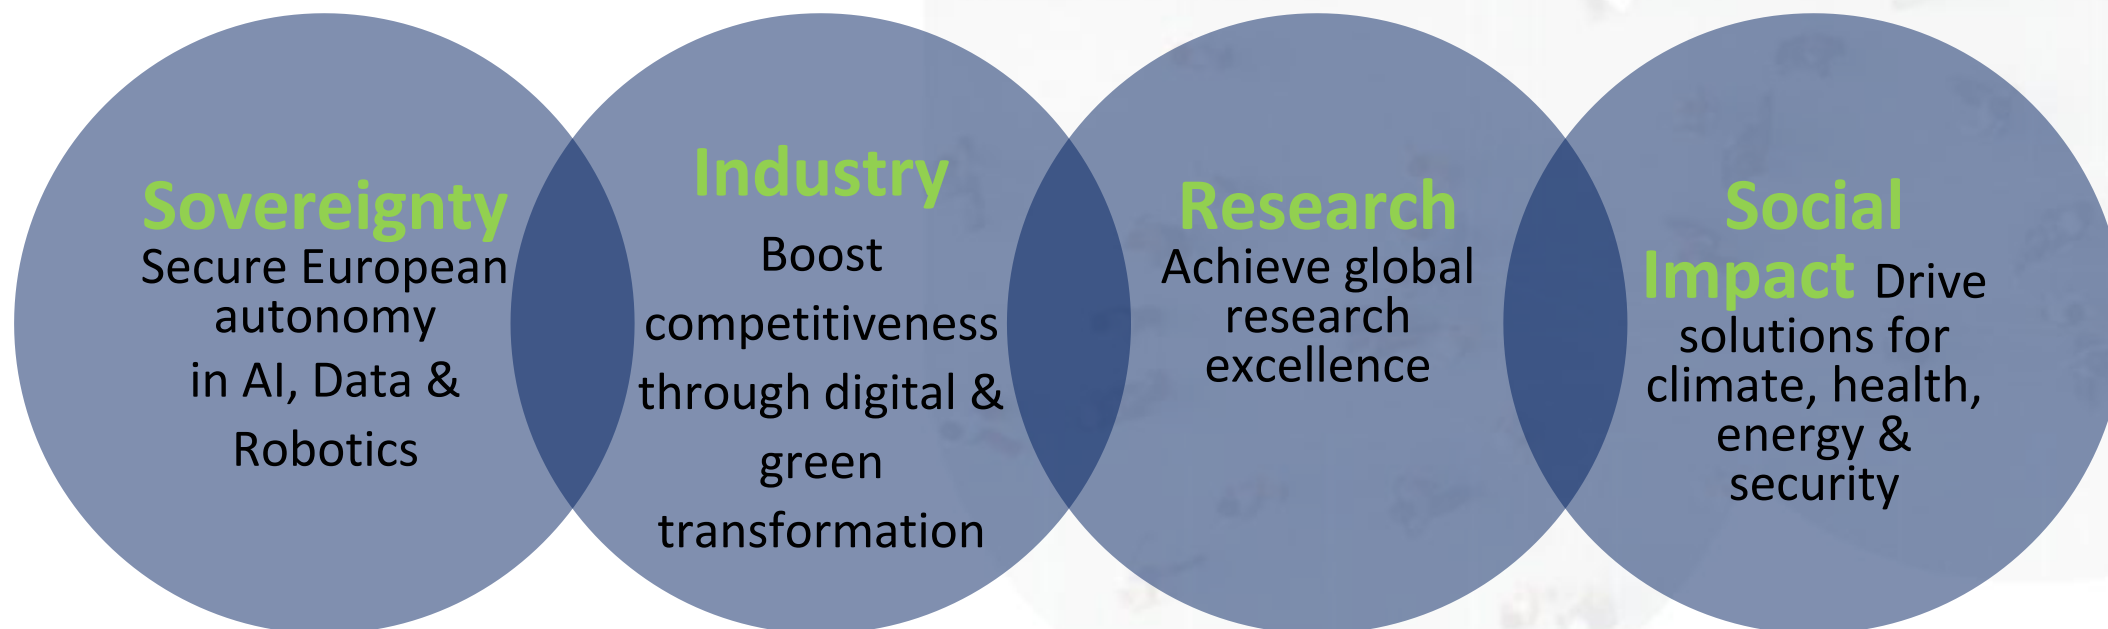 Sovereignty
Secure European
autonomy
in AI, Data &
Robotics
Industry
Boost
competitiveness
through digital &
green
transformation
Research
Achieve global
research
excellence
Social
Impact Drive
solutions for
climate, health,
energy &
security